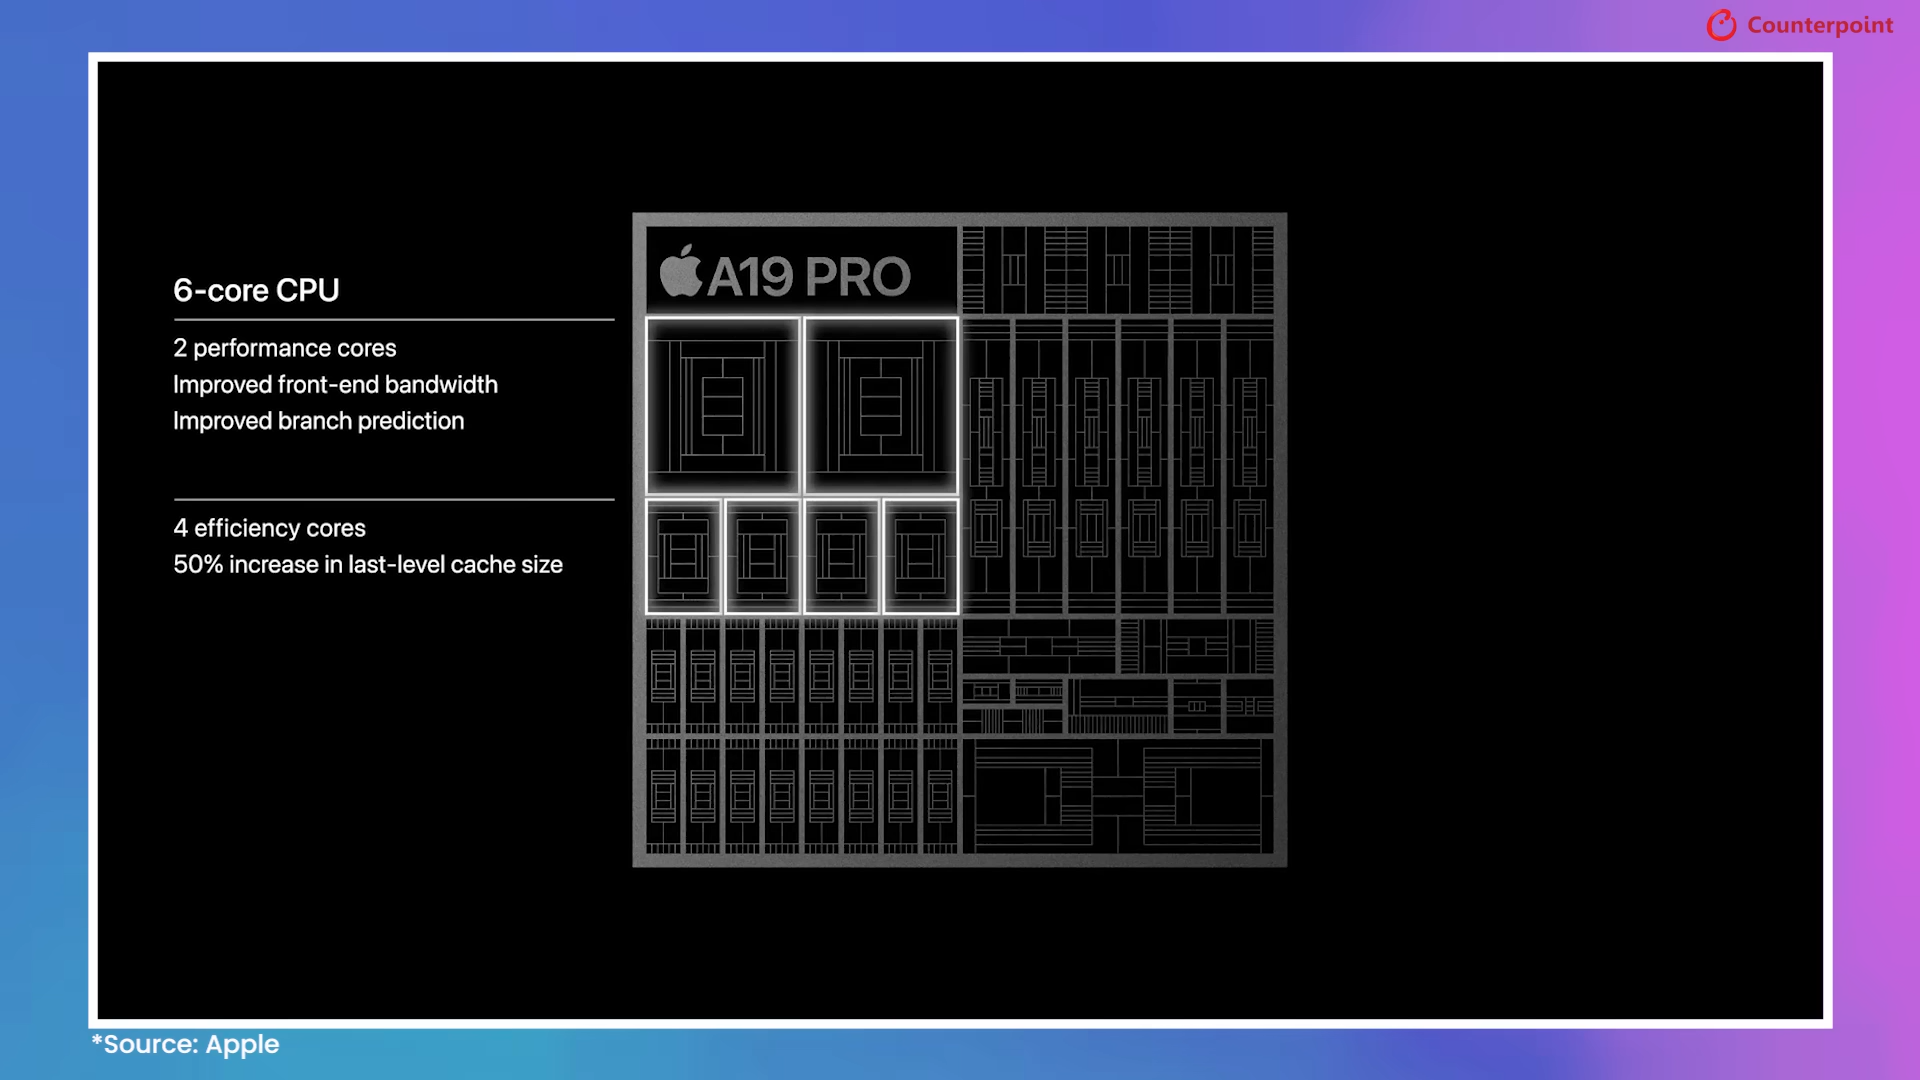 Counterpoint
6-core CPU
2 performance cores
Improved front-end bandwidth
Improved branch prediction
4 efficiency cores
50% increase in last-level cache size
A19 PRO
*Source: Apple